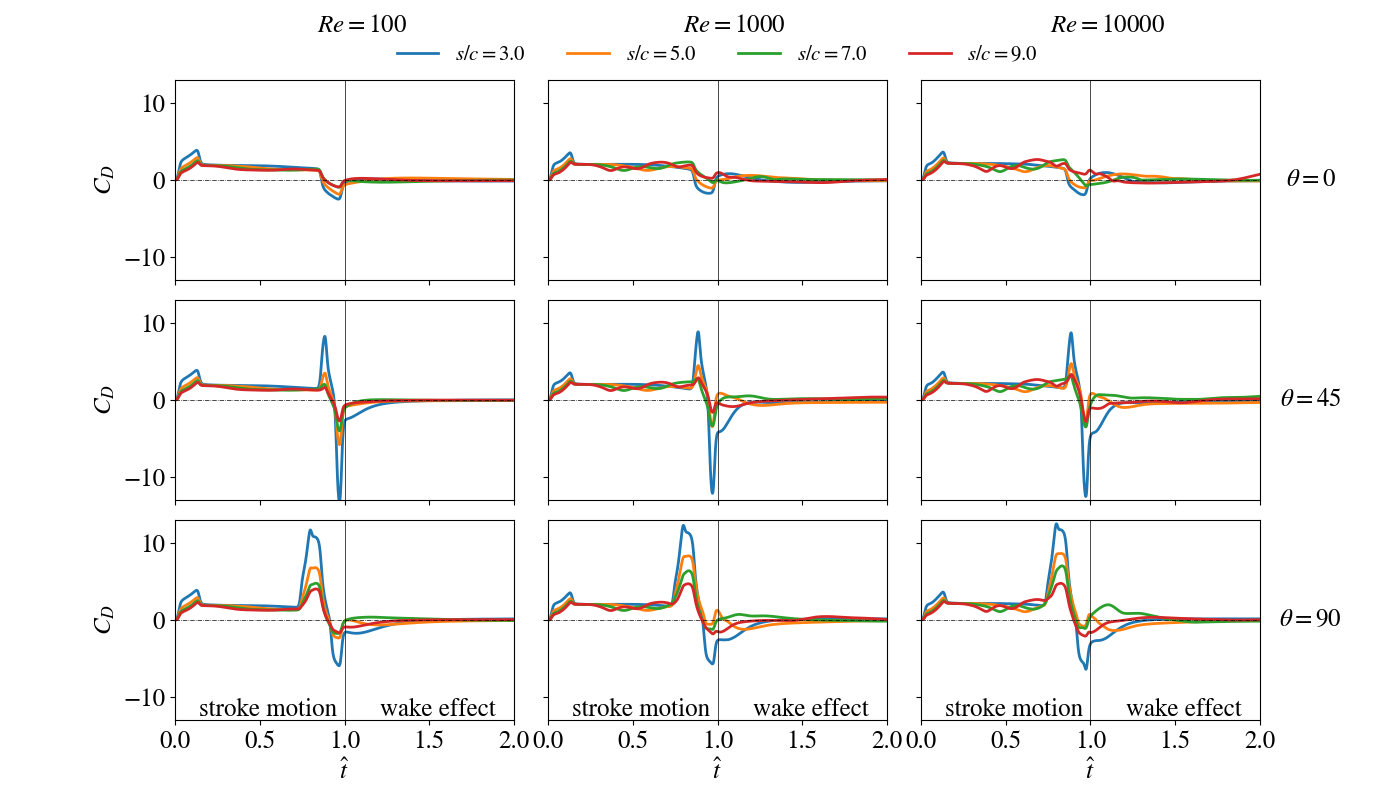 Re = 100 Re = 1000 Re = 10000
s/c = 3.0 s/c = 5.0 s/c = 7.0 s/c = 9.0
10
C_D 0 θ = 0
−10
10
C_D 0 θ = 45
−10
10
C_D 0 θ = 90
−10 stroke motion wake effect stroke motion wake effect stroke motion wake effect
0.0 0.5 1.0 1.5 2.0 0.0 0.5 1.0 1.5 2.0 0.0 0.5 1.0 1.5 2.0
t̂ t̂ t̂